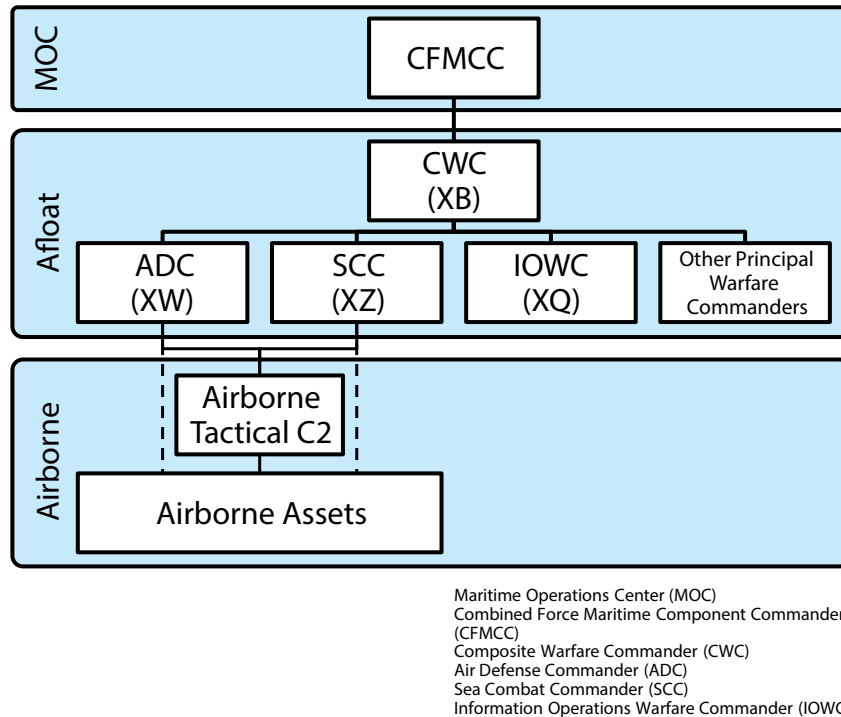 MOC
CFMCC
Afloat
CWC
(XB)
ADC
(XW)
SCC
(XZ)
IOWC
(XQ)
Other Principal
Warfare
Commanders
Airborne
Airborne
Tactical C2
Airborne Assets
Maritime Operations Center (MOC)
Combined Force Maritime Component Commander
(CFMCC)
Composite Warfare Commander (CWC)
Air Defense Commander (ADC)
Sea Combat Commander (SCC)
Information Operations Warfare Commander (IOWC